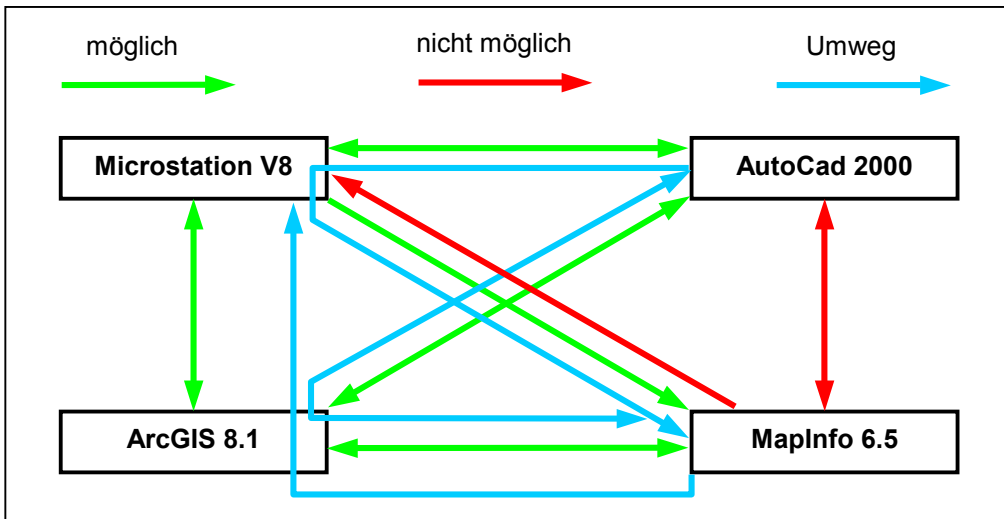 möglich
nicht möglich
Umweg
Microstation V8
AutoCad 2000
ArcGIS 8.1
MapInfo 6.5